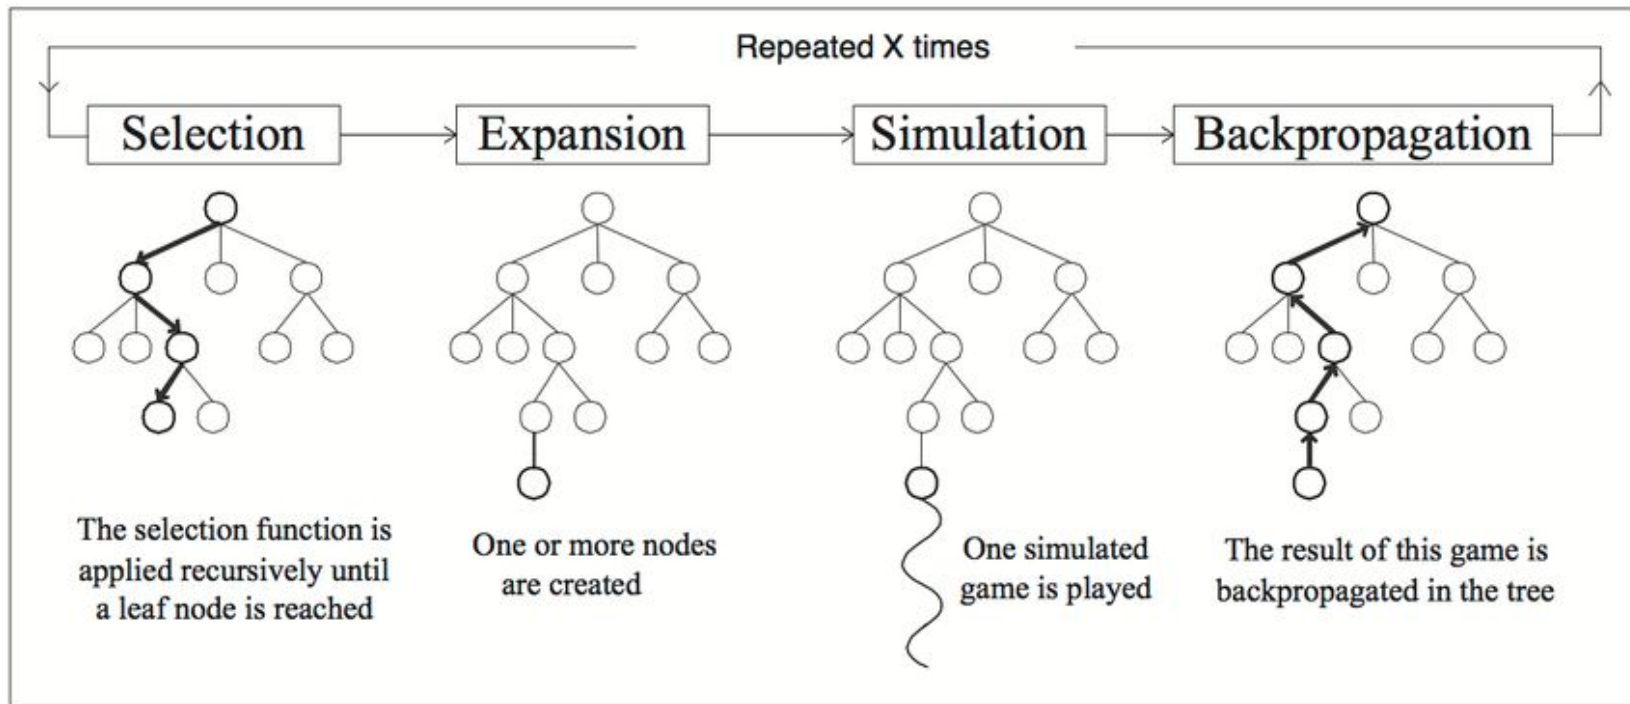 Repeated X times
Selection
Expansion
Simulation
Backpropagation
The selection function is
applied recursively until
a leaf node is reached
One or more nodes
are created
One simulated
game is played
The result of this game is
backpropagated in the tree